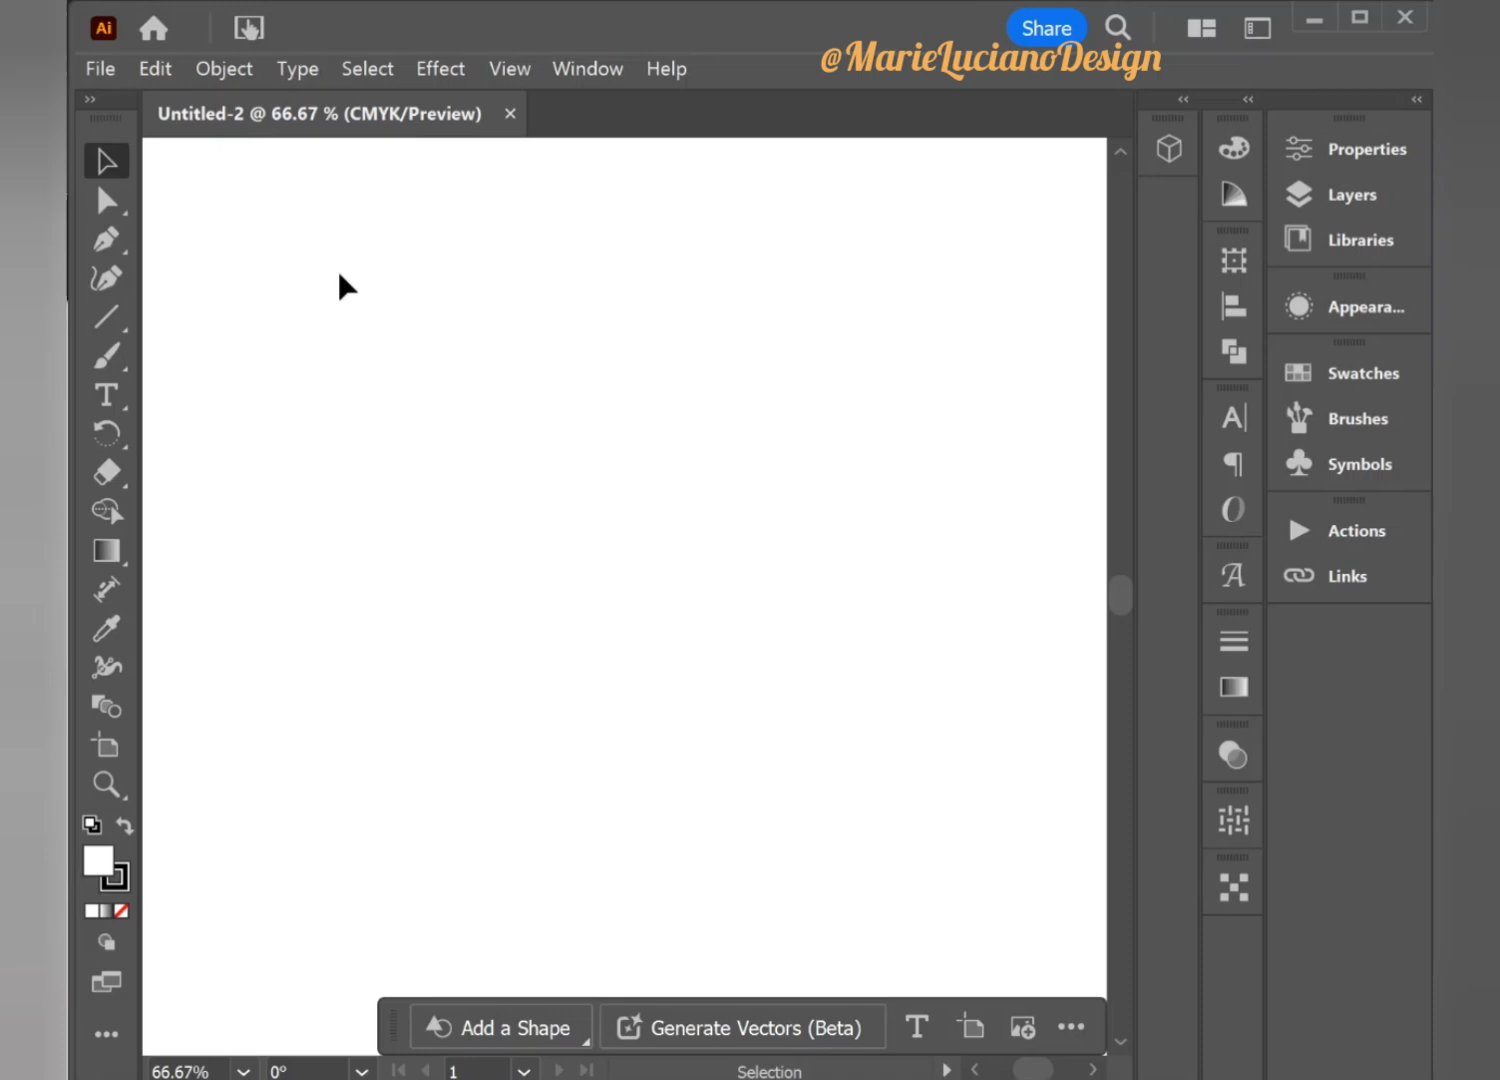 Ai
Share
@MarieLucianoDesign
File Edit Object Type Select Effect View Window Help
Untitled-2 @ 66.67 % (CMYK/Preview)
Properties
Layers
Libraries
Appeara...
Swatches
Brushes
Symbols
Actions
Links
Add a Shape
Generate Vectors (Beta)
66.67%
0°
1
Selection